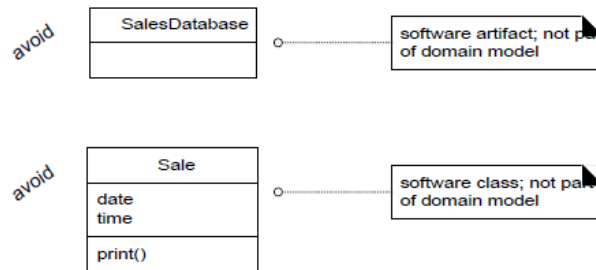 avoid
SalesDatabase
software artifact; not
of domain model
avoid
Sale
date
time
print()
software class; not part
of domain model